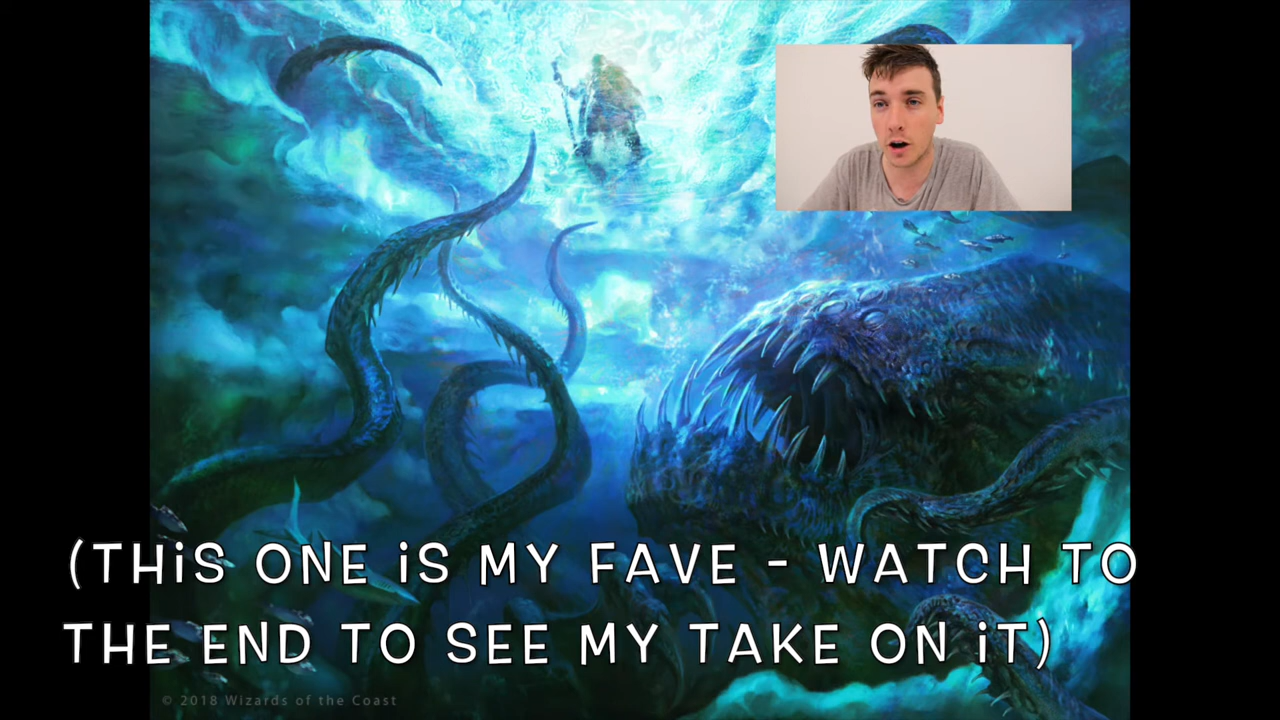 (THiS ONE iS MY FAVE - WATCH TO
THE END TO SEE MY TAKE ON iT)
© 2018 Wizards of the Coast